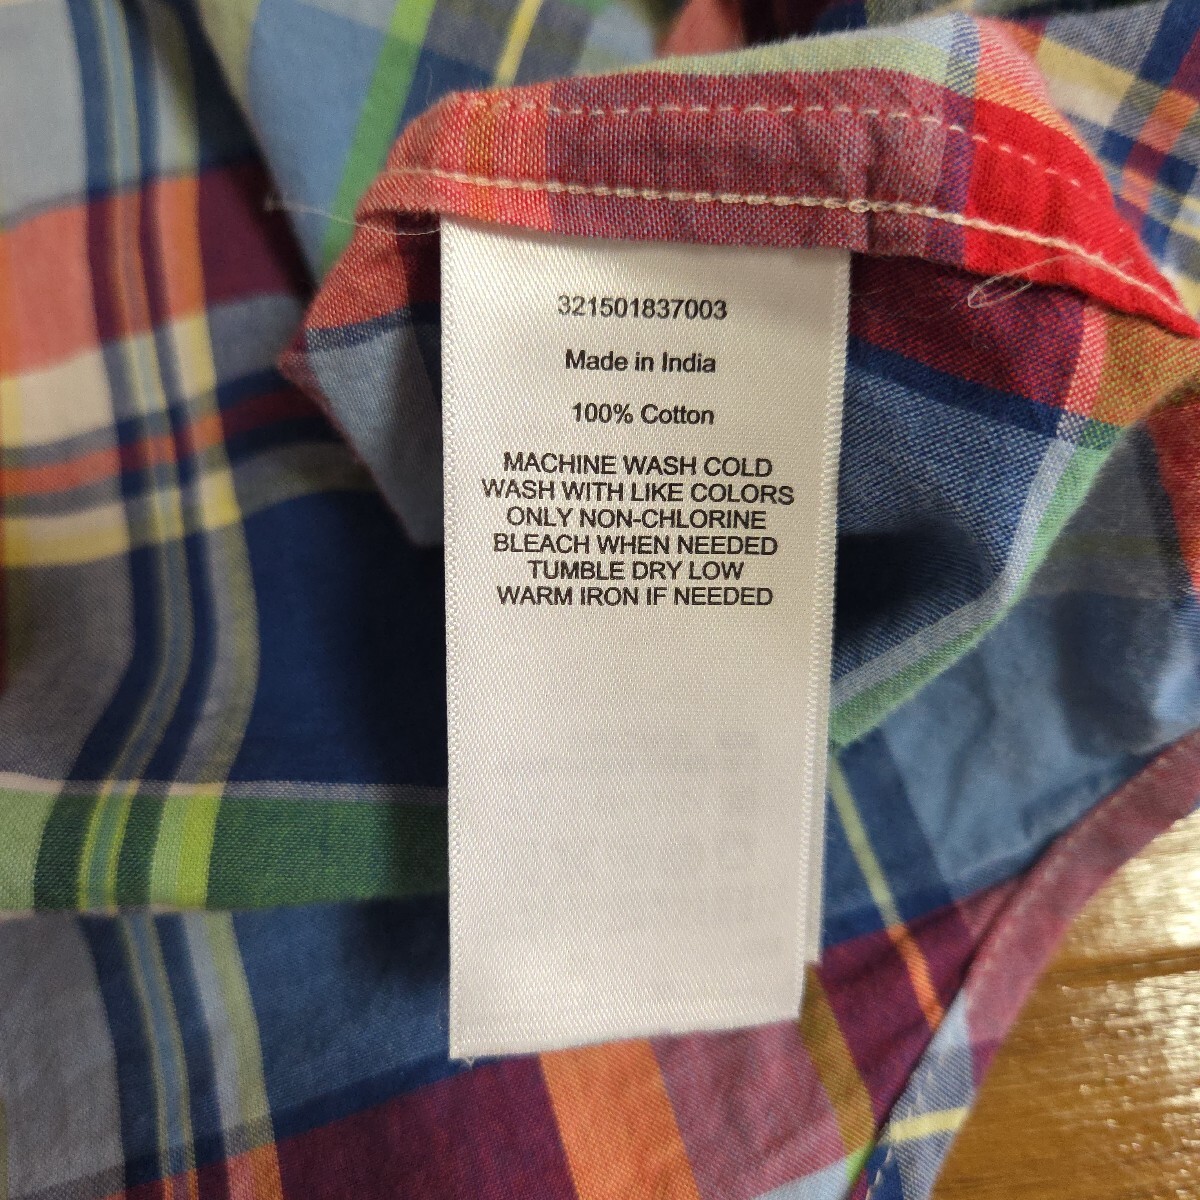 321501837003
Made in India
100% Cotton
MACHINE WASH COLD
WASH WITH LIKE COLORS
ONLY NON-CHLORINE
BLEACH WHEN NEEDED
TUMBLE DRY LOW
WARM IRON IF NEEDED